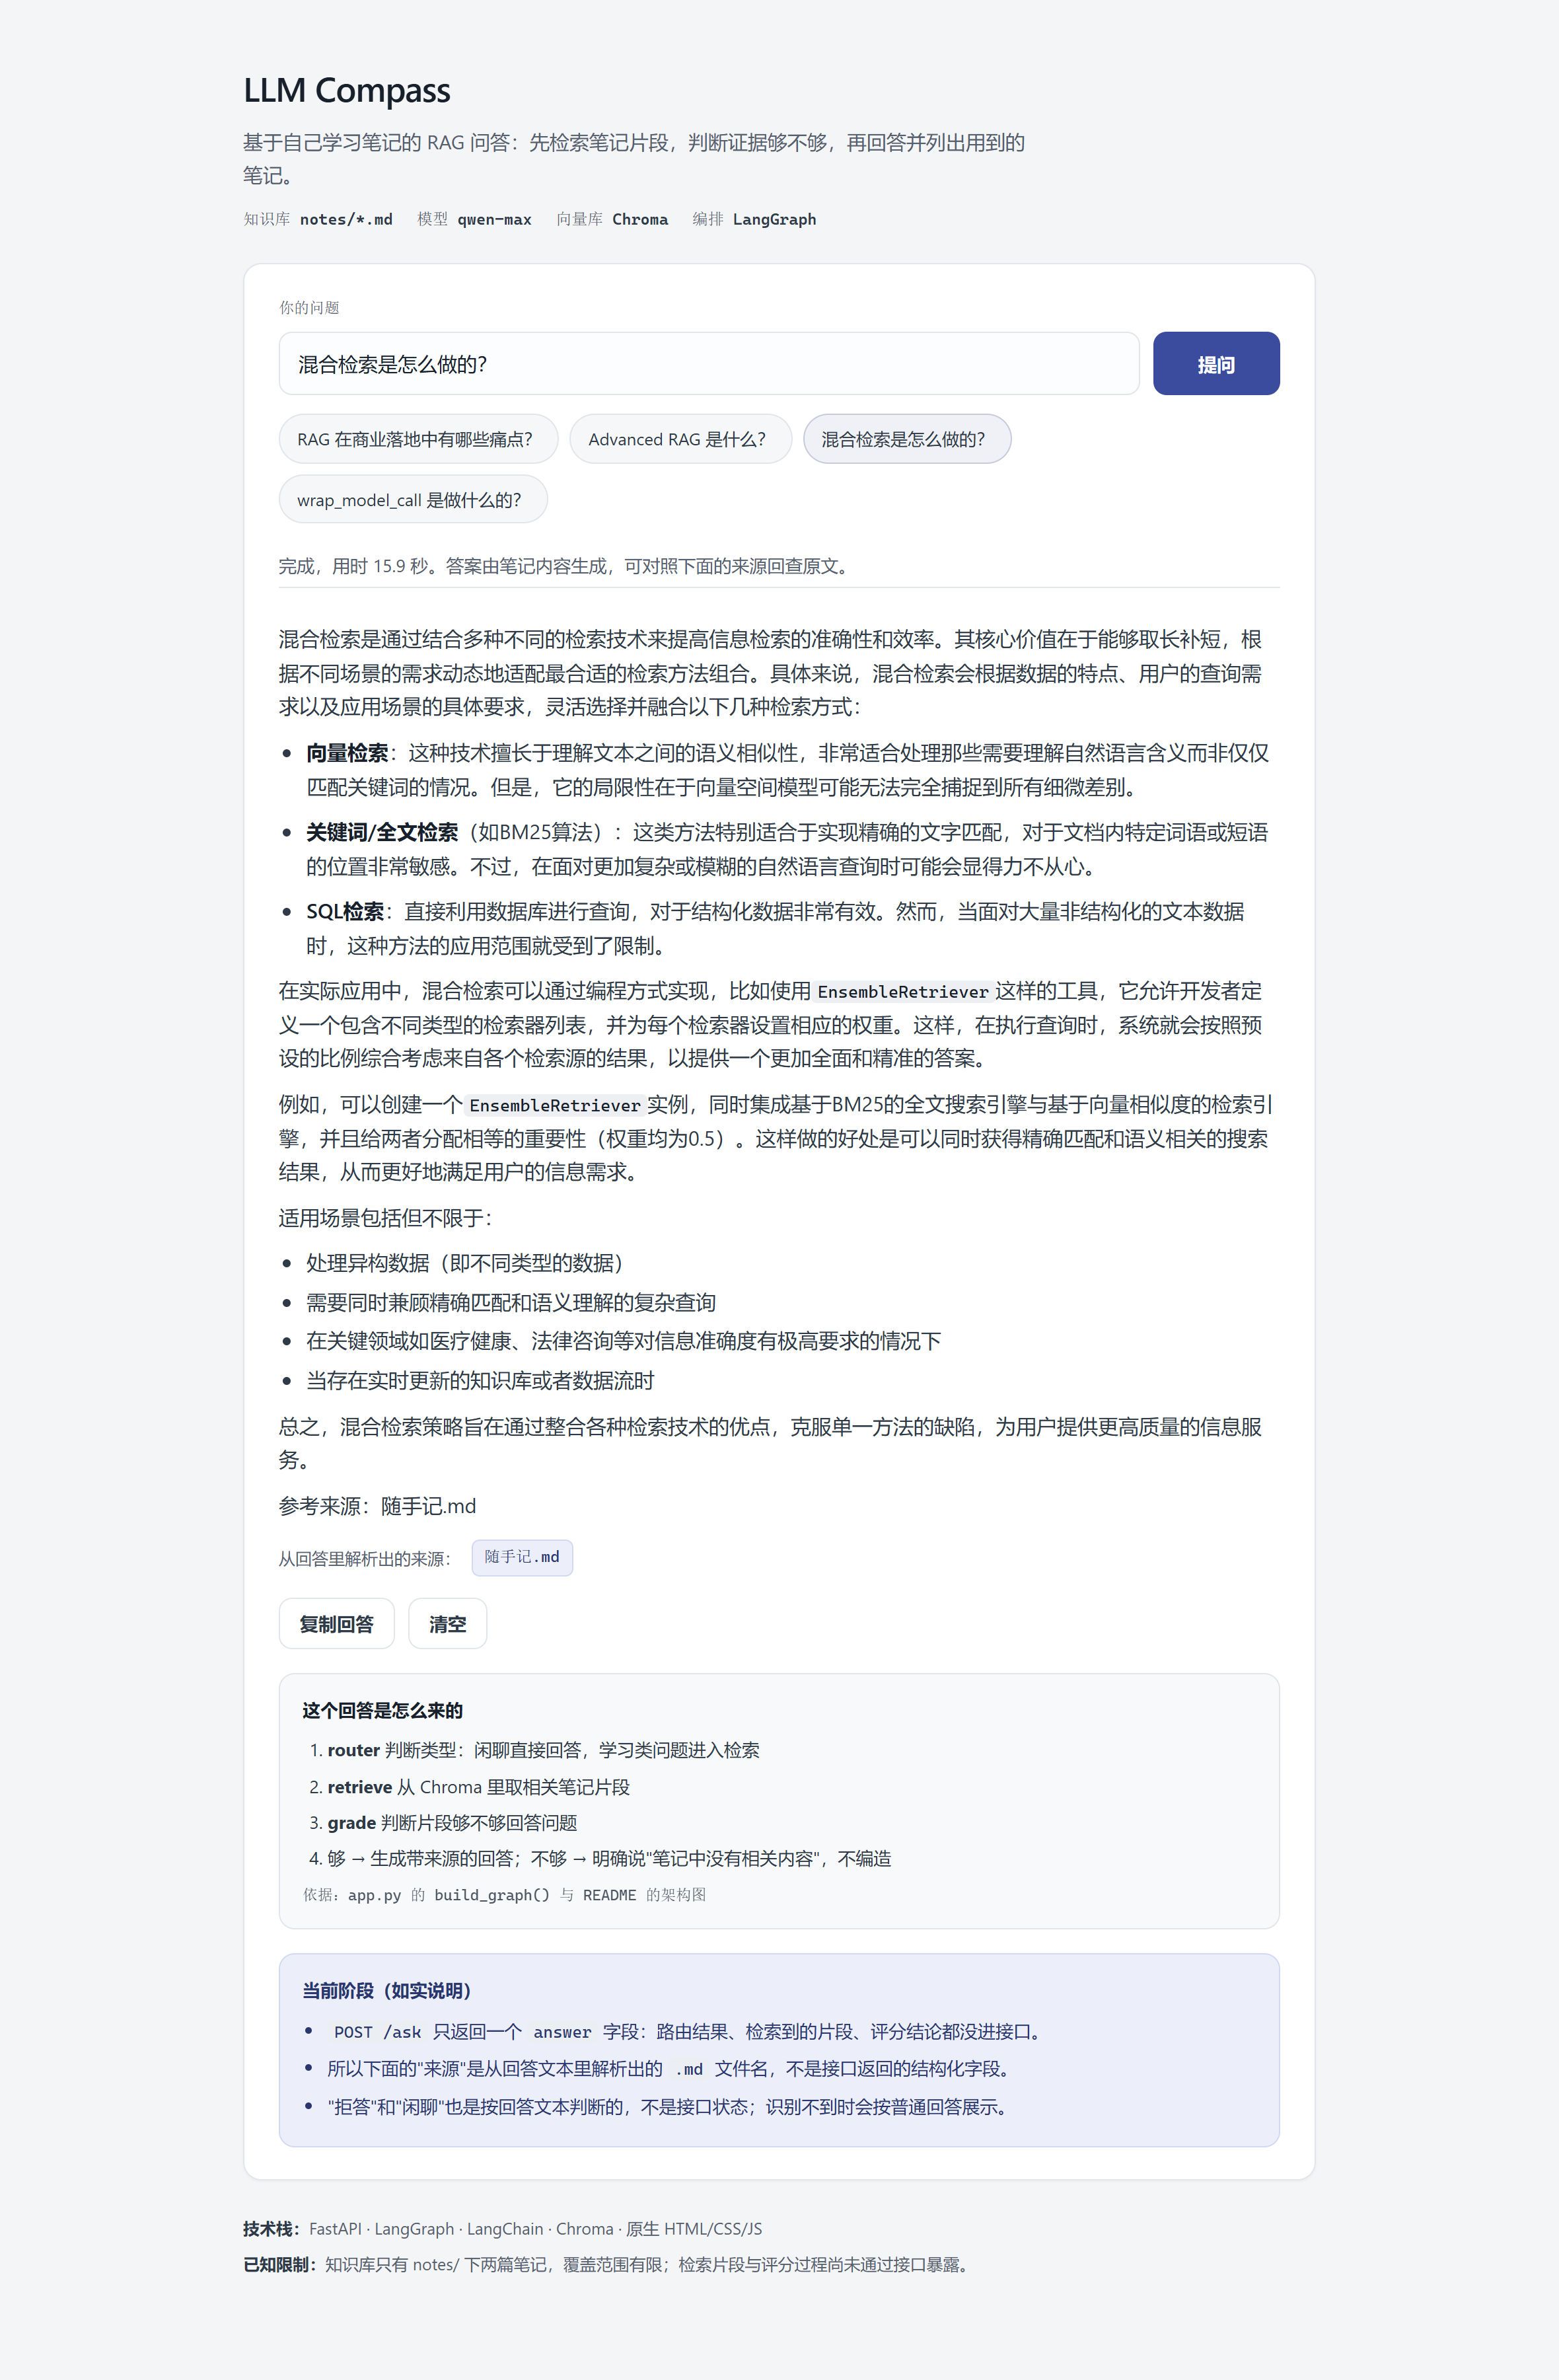 LLM Compass
基于自己学习笔记的 RAG 问答：先检索笔记片段，判断证据够不够，再回答并列出用到的
笔记。
知识库 notes/*.md 模型 qwen-max 向量库 Chroma 编排 LangGraph
你的问题
混合检索是怎么做的？
提问
RAG 在商业落地中有哪些痛点？ Advanced RAG 是什么？ 混合检索是怎么做的？
wrap_model_call 是做什么的？
完成，用时 15.9 秒。答案由笔记内容生成，可对照下面的来源回查原文。
混合检索是通过结合多种不同的检索技术来提高信息检索的准确性和效率。其核心价值在于能够取长补短，根
据不同场景的需求动态地适配最合适的检索方法组合。具体来说，混合检索会根据数据的特点、用户的查询需
求以及应用场景的具体要求，灵活选择并融合以下几种检索方式：
• 向量检索：这种技术擅长于理解文本之间的语义相似性，非常适合处理那些需要理解自然语言含义而非仅仅
匹配关键词的情况。但是，它的局限性在于向量空间模型可能无法完全捕捉到所有细微差别。
• 关键词/全文检索（如BM25算法）：这类方法特别适合于实现精确的文字匹配，对于文档内特定词语或短语
的位置非常敏感。不过，在面对更加复杂或模糊的自然语言查询时可能会显得力不从心。
• SQL检索：直接利用数据库进行查询，对于结构化数据非常有效。然而，当面对大量非结构化的文本数据
时，这种方法的应用范围就受到了限制。
在实际应用中，混合检索可以通过编程方式实现，比如使用 EnsembleRetriever 这样的工具，它允许开发者定
义一个包含不同类型的检索器列表，并为每个检索器设置相应的权重。这样，在执行查询时，系统就会按照预
设的比例综合考虑来自各个检索源的结果，以提供一个更加全面和精准的答案。
例如，可以创建一个 EnsembleRetriever 实例，同时集成基于BM25的全文搜索引擎与基于向量相似度的检索引
擎，并且给两者分配相等的重要性（权重均为0.5）。这样做的好处是可以同时获得精确匹配和语义相关的搜索
结果，从而更好地满足用户的信息需求。
适用场景包括但不限于：
• 处理异构数据（即不同类型的数据）
• 需要同时兼顾精确匹配和语义理解的复杂查询
• 在关键领域如医疗健康、法律咨询等对信息准确度有极高要求的情况下
• 当存在实时更新的知识库或者数据流时
总之，混合检索策略旨在通过整合各种检索技术的优点，克服单一方法的缺陷，为用户提供更高质量的信息服
务。
参考来源：随手记.md
从回答里解析出的来源： 随手记.md
复制回答 清空
这个回答是怎么来的
1. router 判断类型：闲聊直接回答，学习类问题进入检索
2. retrieve 从 Chroma 里取相关笔记片段
3. grade 判断片段够不够回答问题
4. 够 → 生成带来源的回答；不够 → 明确说"笔记中没有相关内容"，不编造
依据：app.py 的 build_graph() 与 README 的架构图
当前阶段（如实说明）
• POST /ask 只返回一个 answer 字段：路由结果、检索到的片段、评分结论都没进接口。
• 所以下面的"来源"是从回答文本里解析出的 .md 文件名，不是接口返回的结构化字段。
• "拒答"和"闲聊"也是按回答文本判断的，不是接口状态；识别不到时会按普通回答展示。
技术栈：FastAPI · LangGraph · LangChain · Chroma · 原生 HTML/CSS/JS
已知限制：知识库只有 notes/ 下两篇笔记，覆盖范围有限；检索片段与评分过程尚未通过接口暴露。